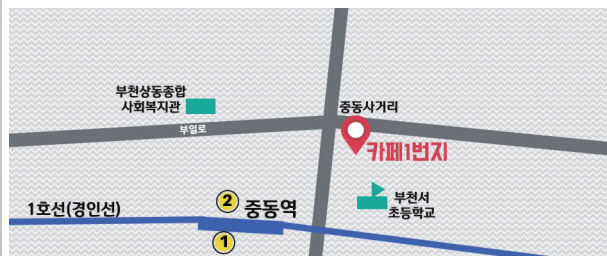 부천상동종합
사회복지관
중동사거리
부일로
카페1번지
부천서
초등학교
1호선(경인선)
2 중동역
1